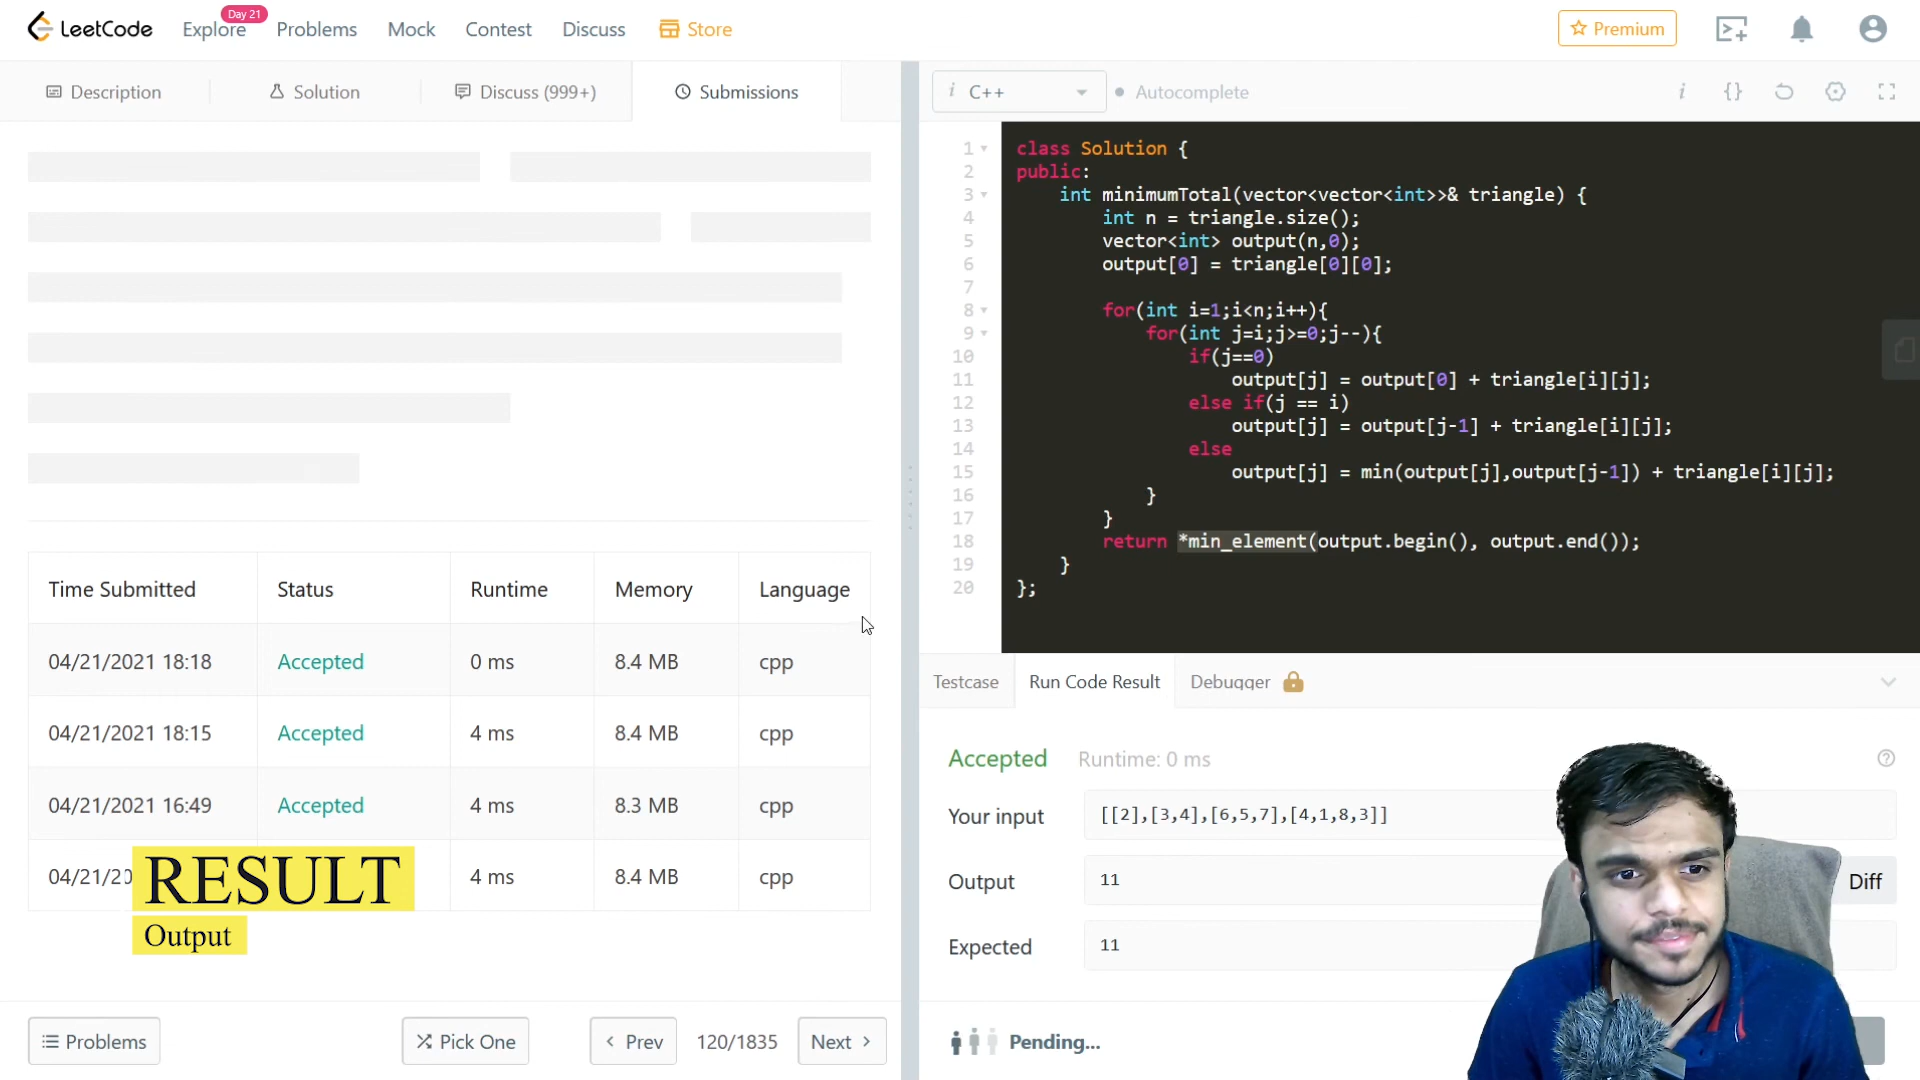 LeetCode
Explore
Day 21
Problems
Mock
Contest
Discuss
Store
Premium
Description
Solution
Discuss (999+)
Submissions
Time Submitted Status Runtime Memory Language
04/21/2021 18:18 Accepted 0 ms 8.4 MB cpp
04/21/2021 18:15 Accepted 4 ms 8.4 MB cpp
04/21/2021 16:49 Accepted 4 ms 8.3 MB cpp
04/21/20 4 ms 8.4 MB cpp
RESULT
Output
Problems
Pick One
Prev
120/1835
Next
C++
Autocomplete
1 class Solution {
2 public:
3 int minimumTotal(vector<vector<int>>& triangle) {
4 int n = triangle.size();
5 vector<int> output(n,0);
6 output[0] = triangle[0][0];
7
8 for(int i=1;i<n;i++){
9 for(int j=i;j>=0;j--){
10 if(j==0)
11 output[j] = output[0] + triangle[i][j];
12 else if(j == i)
13 output[j] = output[j-1] + triangle[i][j];
14 else
15 output[j] = min(output[j],output[j-1]) + triangle[i][j];
16 }
17 }
18 return *min_element(output.begin(), output.end());
19 }
20 };
Testcase
Run Code Result
Debugger
Accepted Runtime: 0 ms
Your input [[2],[3,4],[6,5,7],[4,1,8,3]]
Output 11 Diff
Expected 11
Pending...